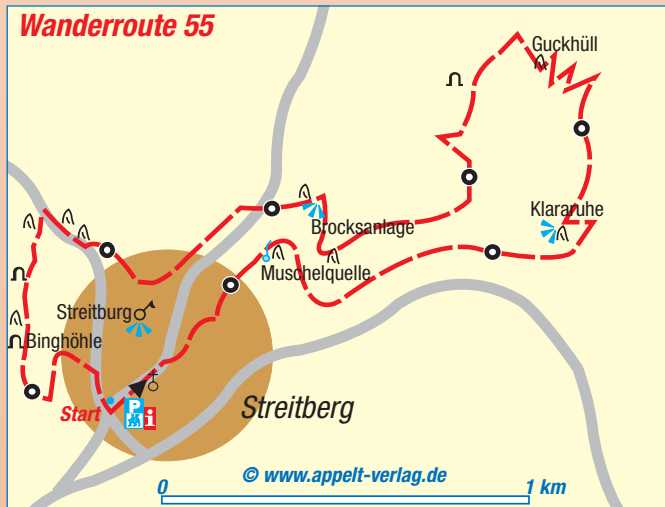 Wanderroute 55
Guckhüll
Klararuhe
Brocksanlage
Muschelquelle
Streitburg
Binghöhle
Start
P
i
Streitberg
© www.appelt-verlag.de
0
1 km